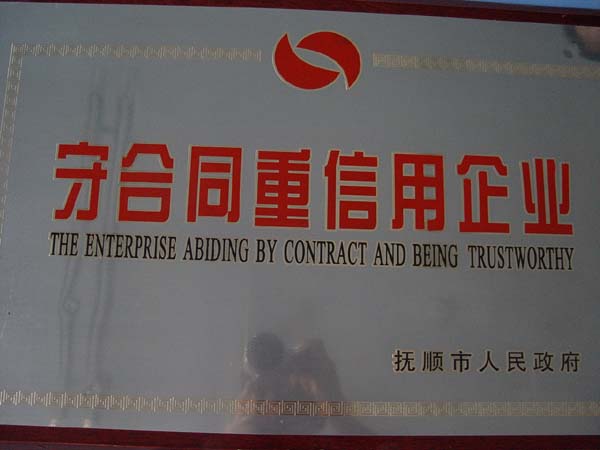 守合同重信用企业
THE ENTERPRISE ABIDING BY CONTRACT AND BEING TRUSTWORTHY
抚顺市人民政府